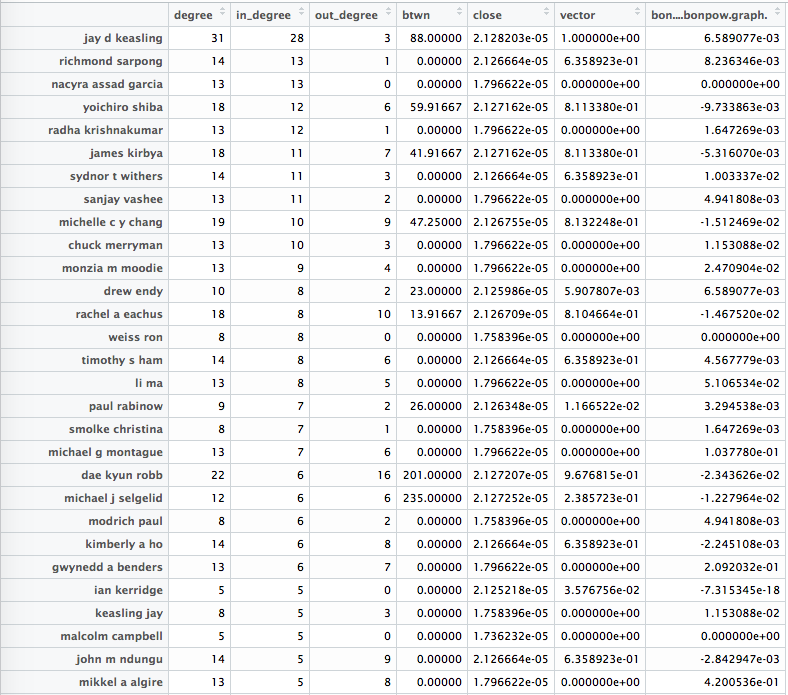 degree in_degree out_degree btwn close vector bon....bonpow.graph.
jay d keasling 31 28 3 88.00000 2.128203e-05 1.000000e+00 6.589077e-03
richmond sarpong 14 13 1 0.00000 2.126664e-05 6.358923e-01 8.236346e-03
nacyra assad garcia 13 13 0 0.00000 1.796622e-05 0.000000e+00 0.000000e+00
yoichiro shiba 18 12 6 59.91667 2.127162e-05 8.113380e-01 -9.733863e-03
radha krishnakumar 13 12 1 0.00000 1.796622e-05 0.000000e+00 1.647269e-03
james kirbya 18 11 7 41.91667 2.127162e-05 8.113380e-01 -5.316070e-03
sydnor t withers 14 11 3 0.00000 2.126664e-05 6.358923e-01 1.003337e-02
sanjay vashee 13 11 2 0.00000 1.796622e-05 0.000000e+00 4.941808e-03
michelle c y chang 19 10 9 47.25000 2.126755e-05 8.132248e-01 -1.512469e-02
chuck merryman 13 10 3 0.00000 1.796622e-05 0.000000e+00 1.153088e-02
monzia m moodie 13 9 4 0.00000 1.796622e-05 0.000000e+00 2.470904e-02
drew endy 10 8 2 23.00000 2.125986e-05 5.907807e-03 6.589077e-03
rachel a eachus 18 8 10 13.91667 2.126709e-05 8.104664e-01 -1.467520e-02
weiss ron 8 8 0 0.00000 1.758396e-05 0.000000e+00 0.000000e+00
timothy s ham 14 8 6 0.00000 2.126664e-05 6.358923e-01 4.567779e-03
li ma 13 8 5 0.00000 1.796622e-05 0.000000e+00 5.106534e-02
paul rabinow 9 7 2 26.00000 2.126348e-05 1.166522e-02 3.294538e-03
smolke christina 8 7 1 0.00000 1.758396e-05 0.000000e+00 1.647269e-03
michael g montague 13 7 6 0.00000 1.796622e-05 0.000000e+00 1.037780e-01
dae kyun robb 22 6 16 201.00000 2.127207e-05 9.676815e-01 -2.343626e-02
michael j selgelid 12 6 6 235.00000 2.127252e-05 2.385723e-01 -1.227964e-02
modrich paul 8 6 2 0.00000 1.758396e-05 0.000000e+00 4.941808e-03
kimberly a ho 14 6 8 0.00000 2.126664e-05 6.358923e-01 -2.245108e-03
gwynedd a benders 13 6 7 0.00000 1.796622e-05 0.000000e+00 2.092032e-01
ian kerridge 5 5 0 0.00000 2.125218e-05 3.576756e-02 -7.315345e-18
keasling jay 8 5 3 0.00000 1.758396e-05 0.000000e+00 1.153088e-02
malcolm campbell 5 5 0 0.00000 1.736232e-05 0.000000e+00 0.000000e+00
john m ndungu 14 5 9 0.00000 2.126664e-05 6.358923e-01 -2.842947e-03
mikkel a algire 13 5 8 0.00000 1.796622e-05 0.000000e+00 4.200536e-01